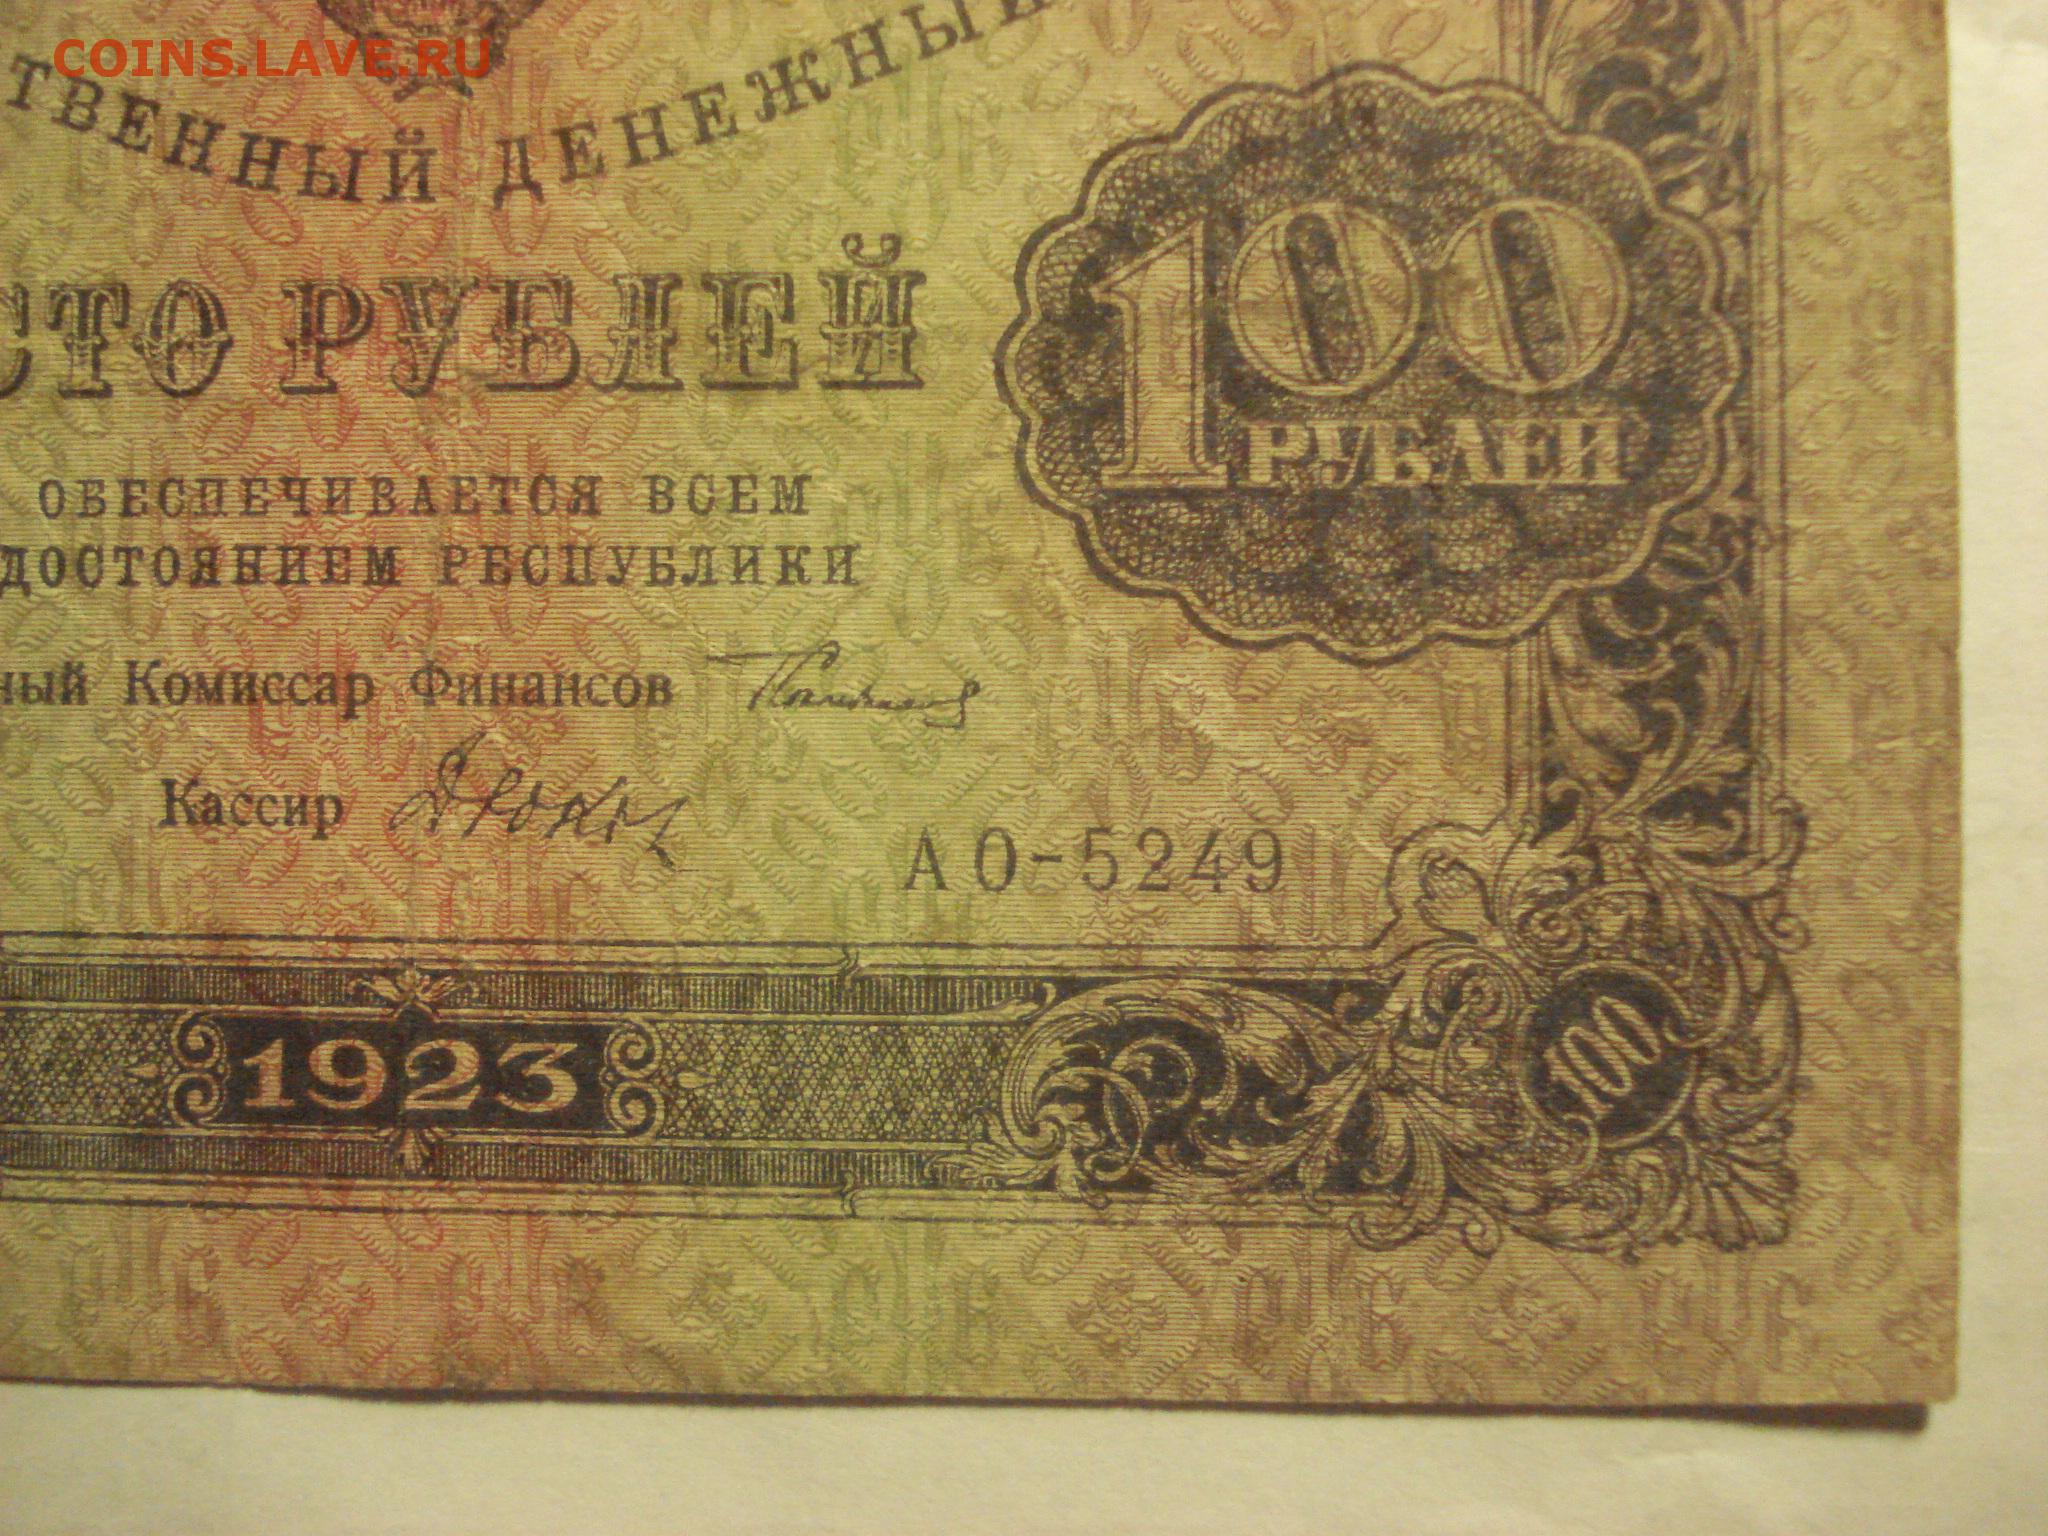 COINS.LAVE.RU
ТВЕННЫЙ ДЕНЕЖНЫЙ
СТО РУБЛЕЙ
100
РУБЛЕЙ
ОБЕСПЕЧИВАЕТСЯ ВСЕМ
ДОСТОЯНИЕМ РЕСПУБЛИКИ
ный Комиссар Финансов
Кассир
АО-5249
1923
100